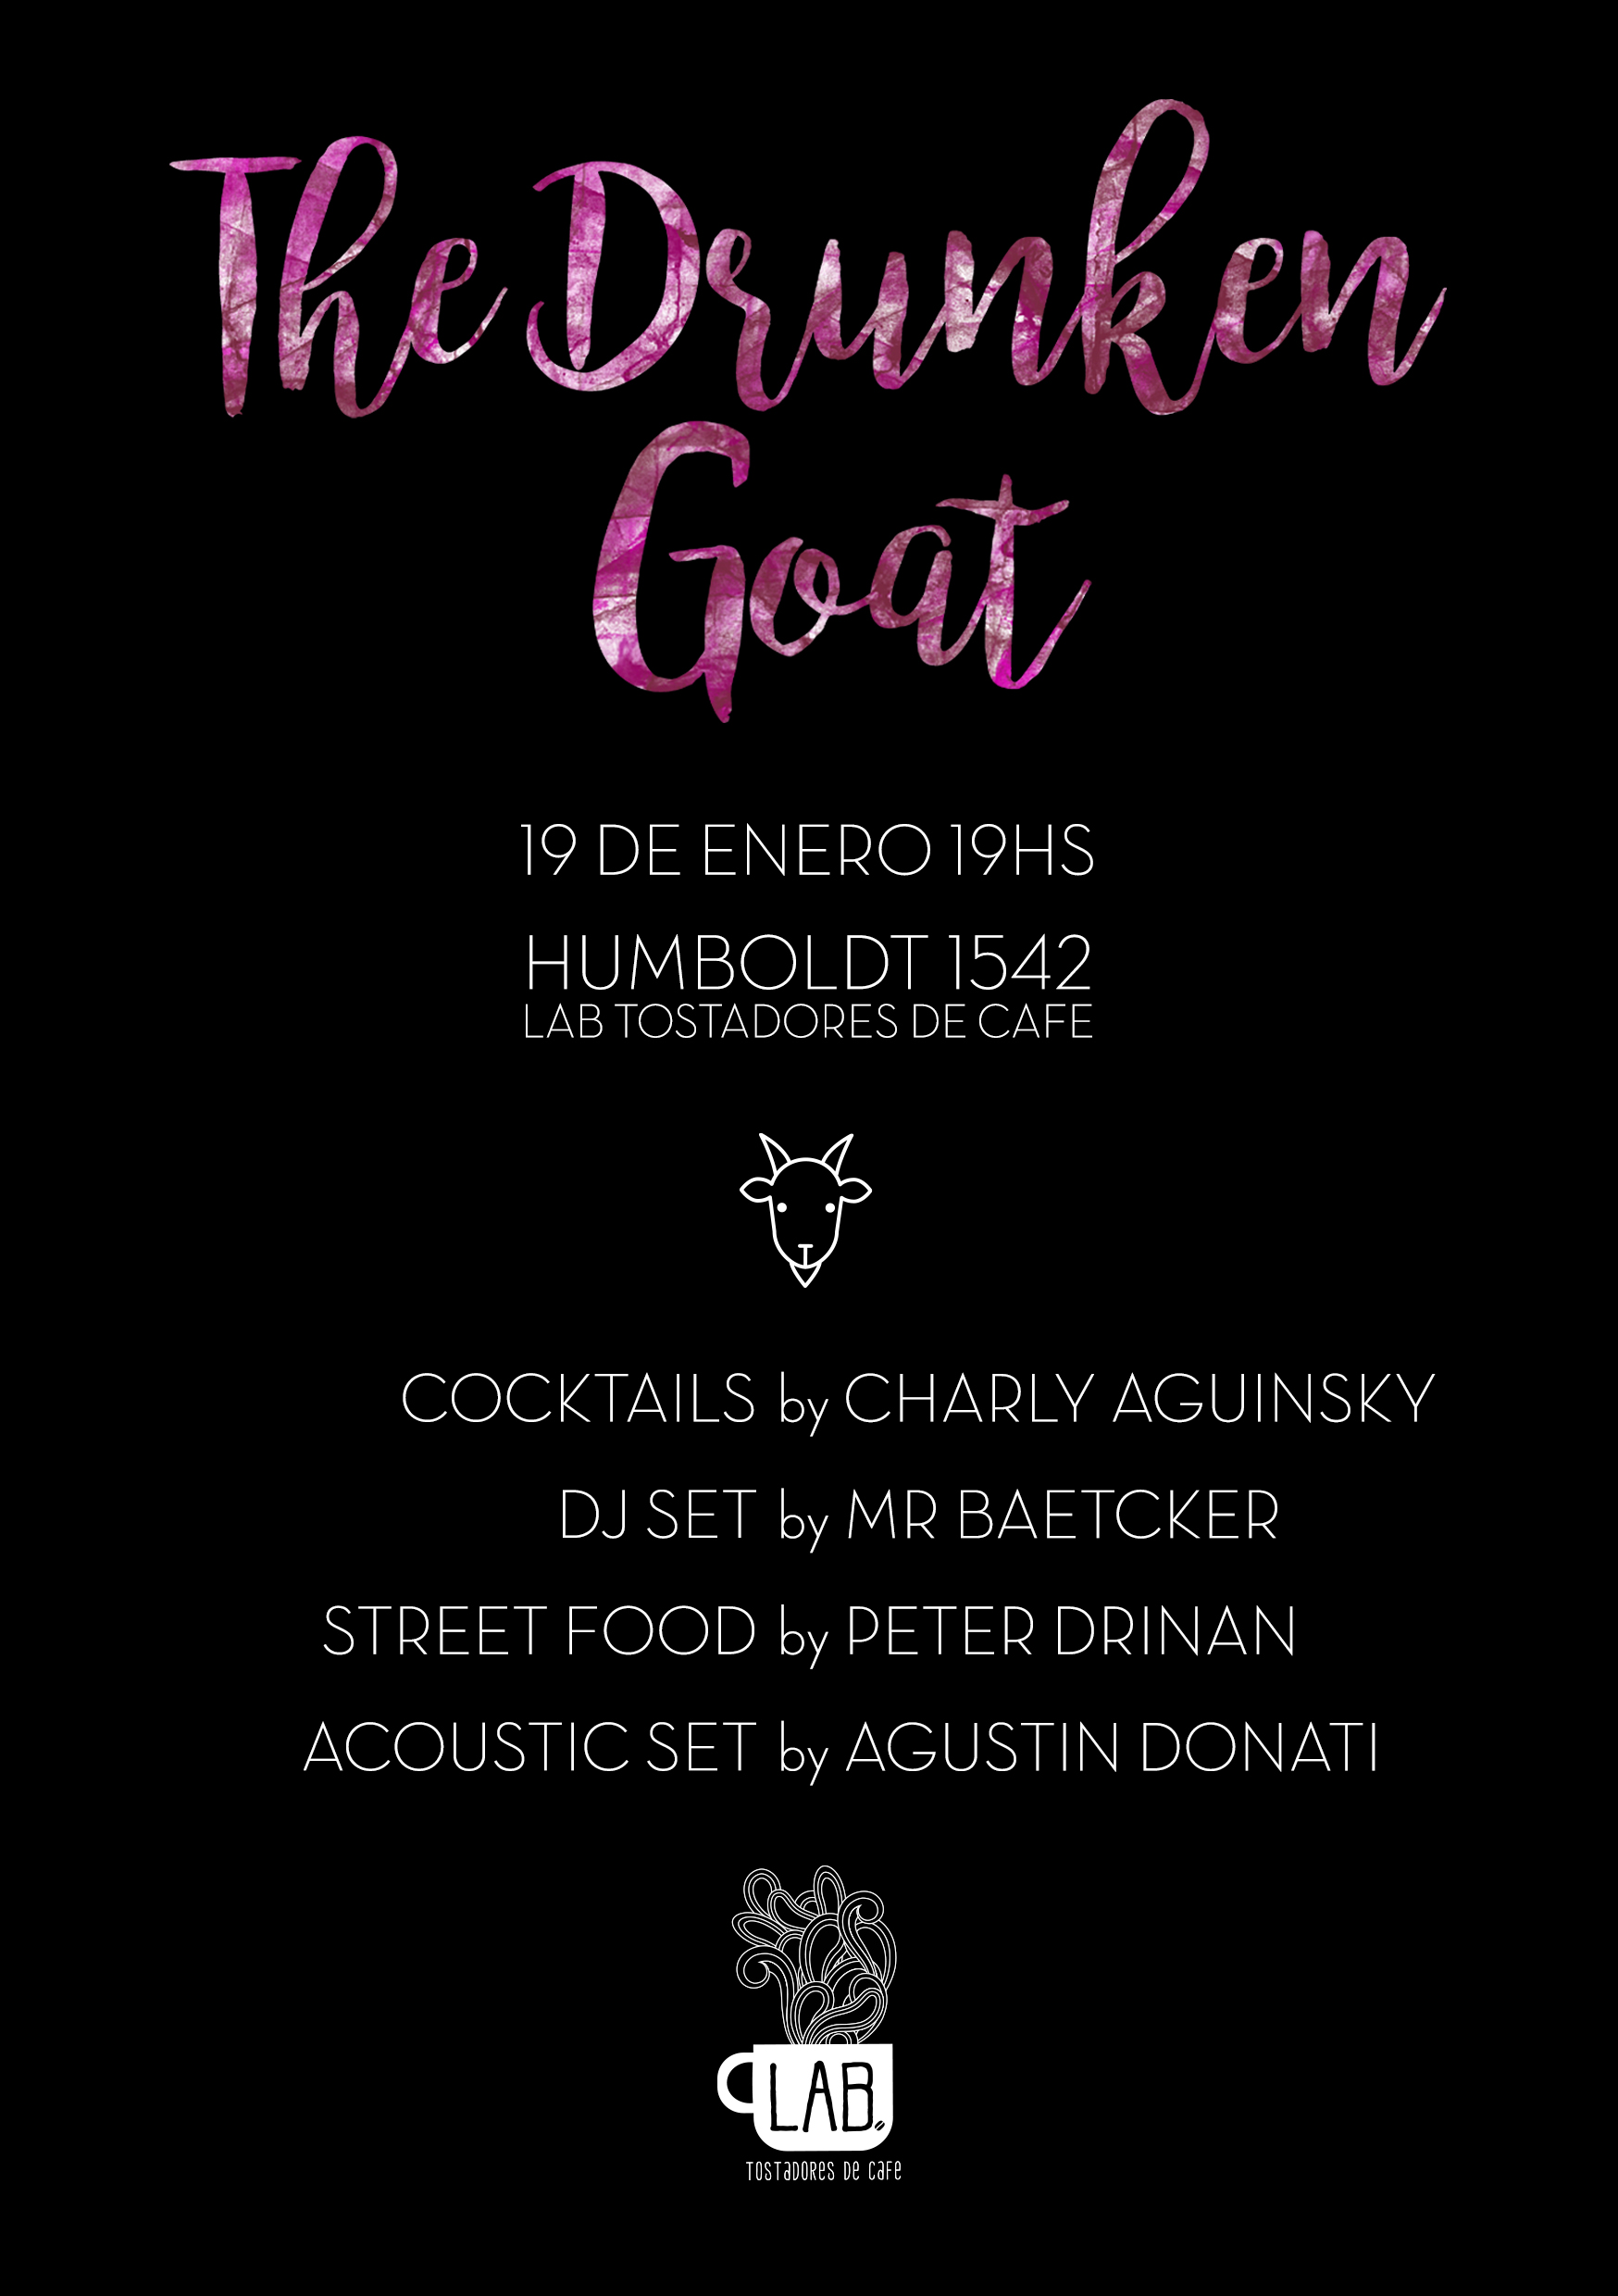 The Drunken
Goat
19 DE ENERO 19HS
HUMBOLDT 1542
LAB TOSTADORES DE CAFE
COCKTAILS by CHARLY AGUINSKY
DJ SET by MR BAETCKER
STREET FOOD by PETER DRINAN
ACOUSTIC SET by AGUSTIN DONATI
LAB.
TOSTADORES DE CAFE